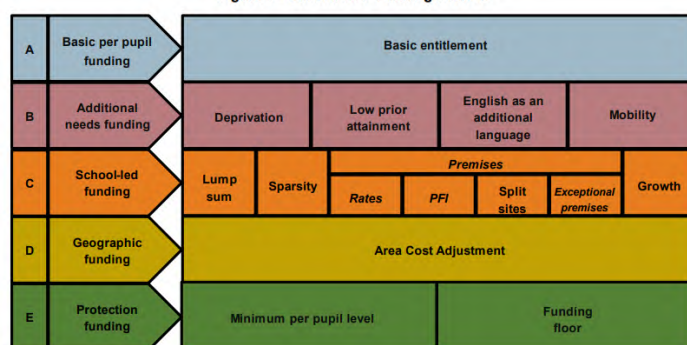 A
Basic per pupil
funding
Basic entitlement
B
Additional
needs funding
Deprivation
Low prior
attainment
English as an
additional
language
Mobility
C
School-led
funding
Lump
sum
Sparsity
Premises
Rates
PFI
Split
sites
Exceptional
premises
Growth
D
Geographic
funding
Area Cost Adjustment
E
Protection
funding
Minimum per pupil level
Funding
floor